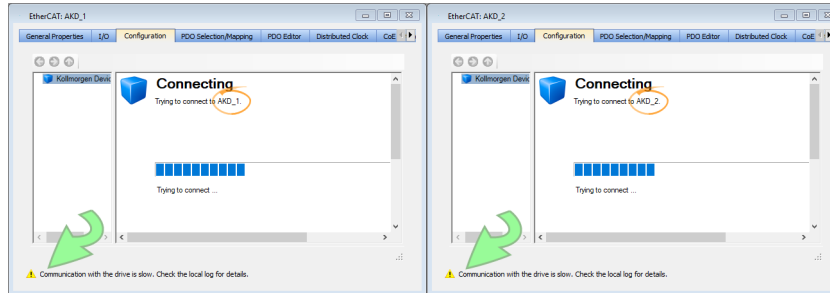 EtherCAT: AKD_1
General Properties I/O Configuration PDO Selection/Mapping PDO Editor Distributed Clock CoE
Kollmorgen Devic
Connecting
Trying to connect to AKD_1.
Trying to connect ...
Communication with the drive is slow. Check the local log for details.
EtherCAT: AKD_2
General Properties I/O Configuration PDO Selection/Mapping PDO Editor Distributed Clock CoE
Kollmorgen Devic
Connecting
Trying to connect to AKD_2.
Trying to connect ...
Communication with the drive is slow. Check the local log for details.